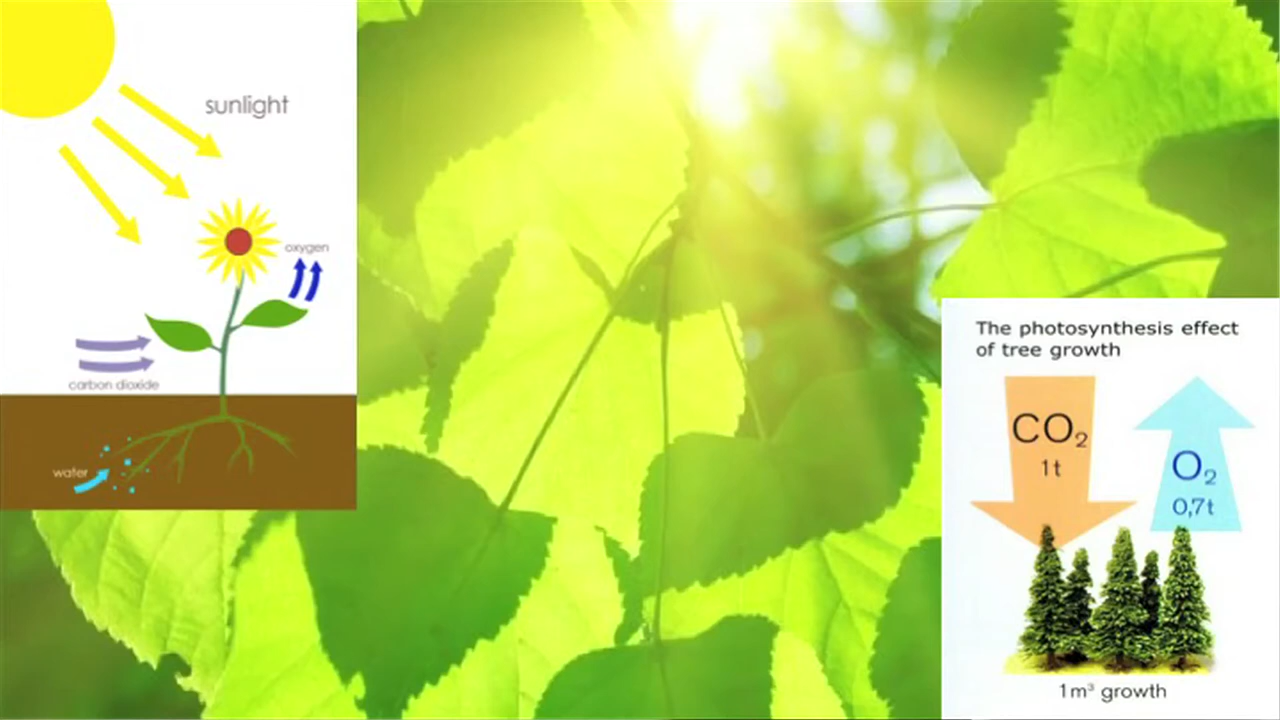 sunlight
oxygen
carbon dioxide
water
The photosynthesis effect
of tree growth
CO₂
1t
O₂
0,7t
1m³ growth